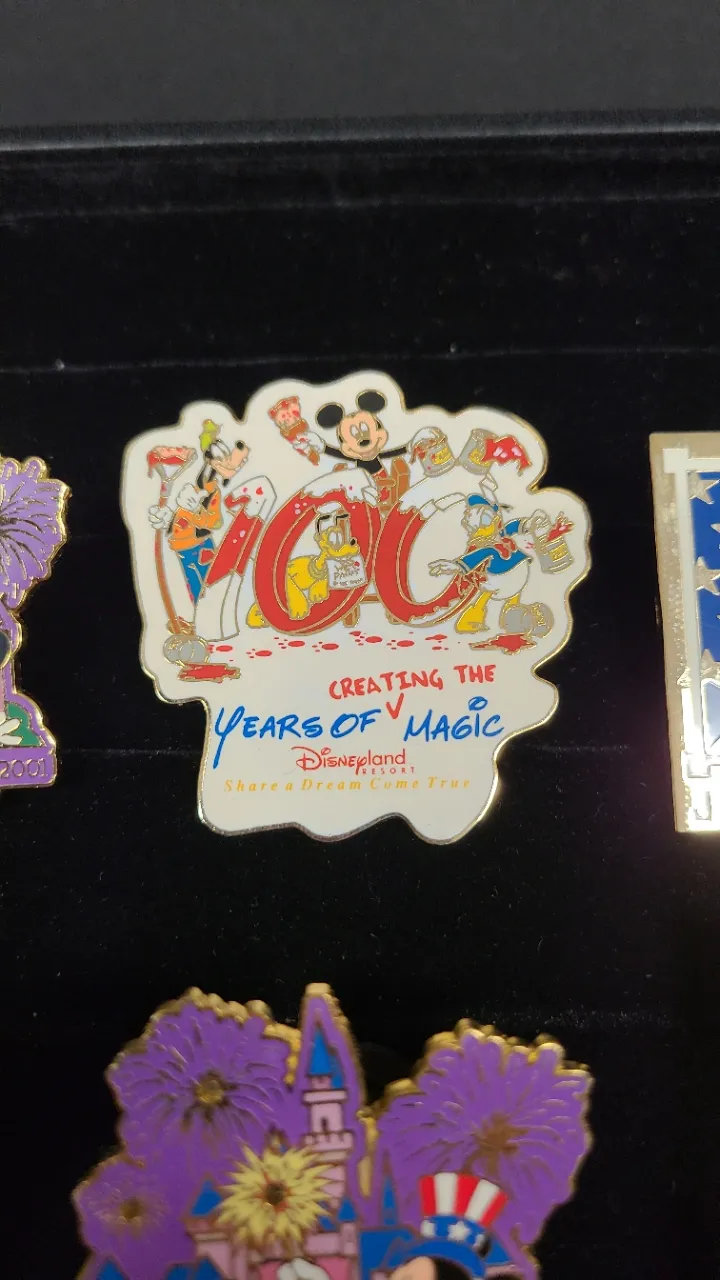 100
CREATING THE
YEARS OF V MAGIC
Disneyland
RESORT
Share a Dream Come True
2001